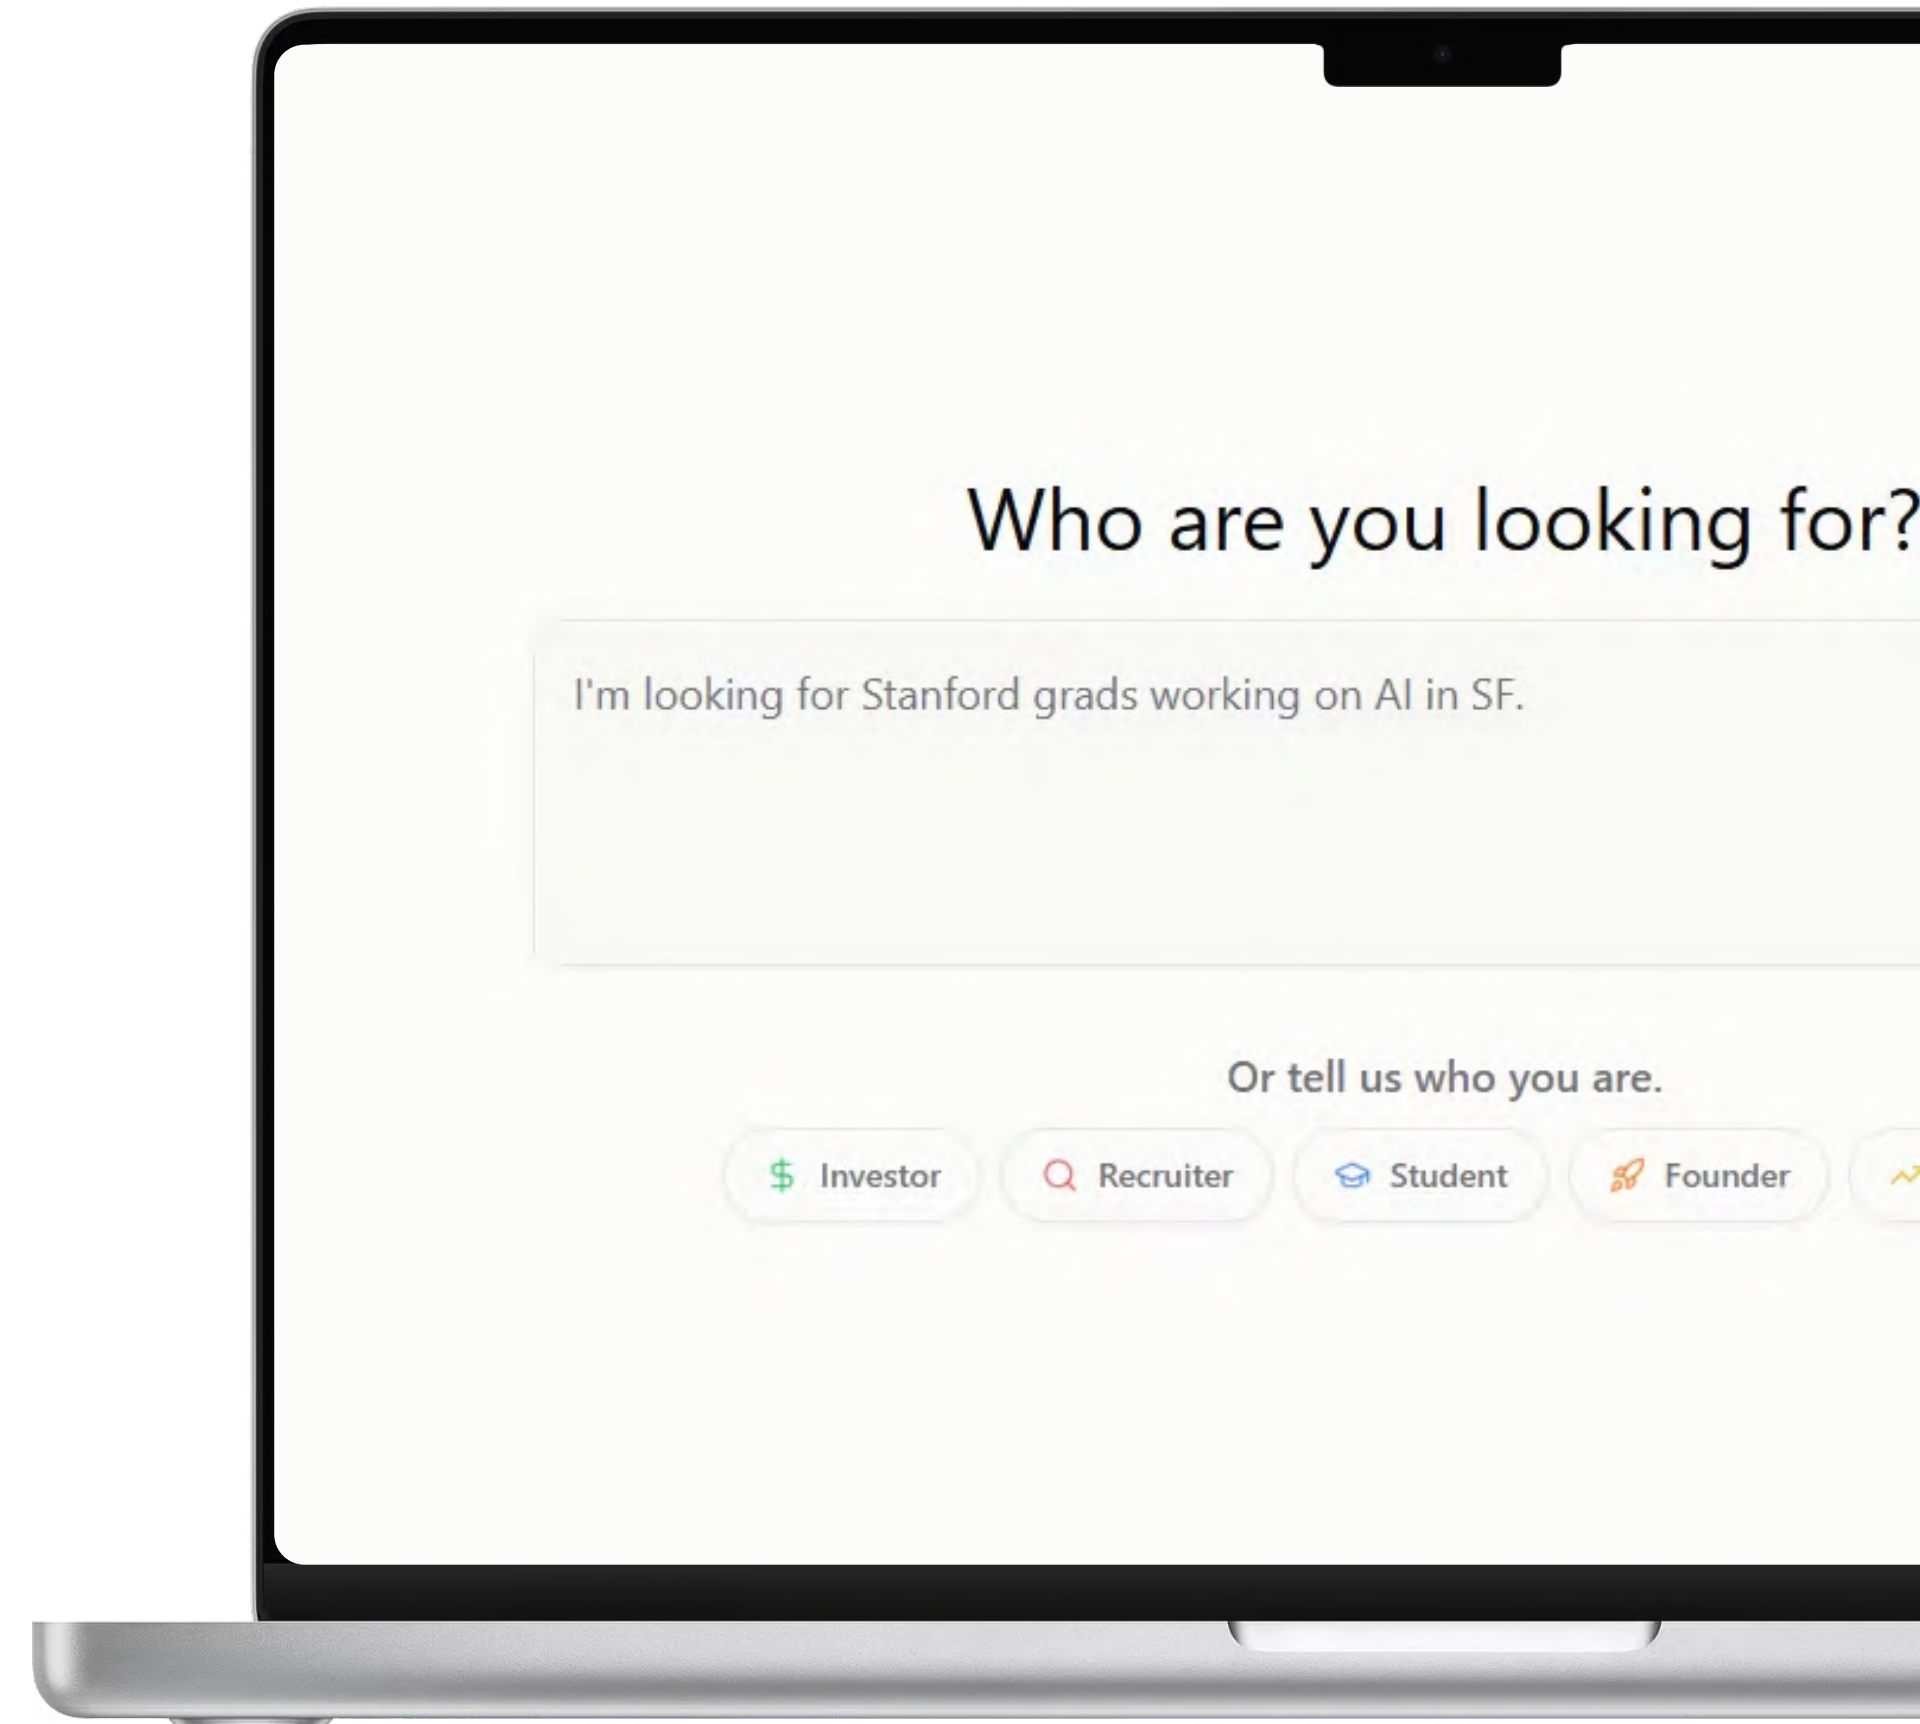 Who are you looking for?
I'm looking for Stanford grads working on AI in SF.
Or tell us who you are.
Investor Recruiter Student Founder